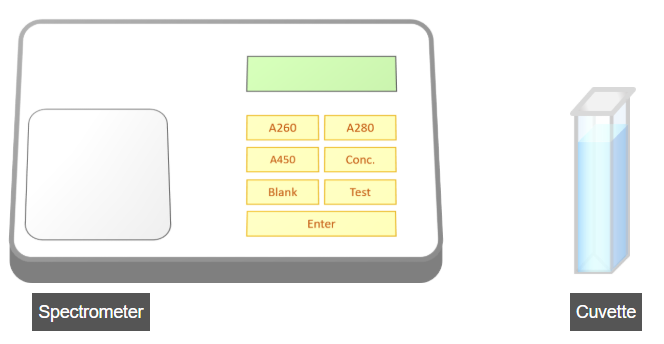 A260 A280
A450 Conc.
Blank Test
Enter
Spectrometer Cuvette